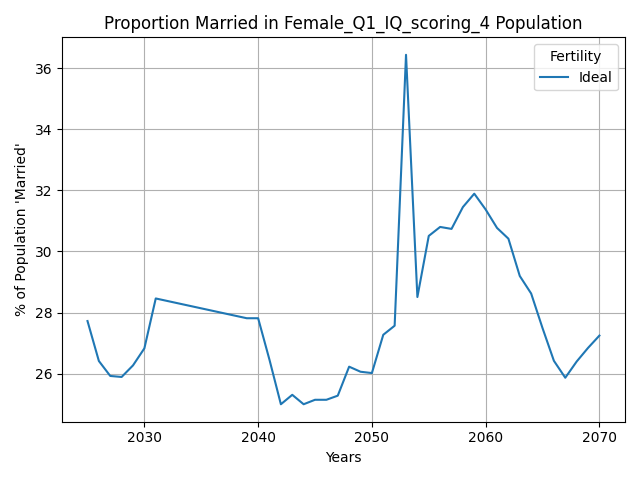 Proportion Married in Female_Q1_IQ_scoring_4 Population
% of Population 'Married'
36
34
32
30
28
26
Fertility
Ideal
2030 2040 2050 2060 2070
Years